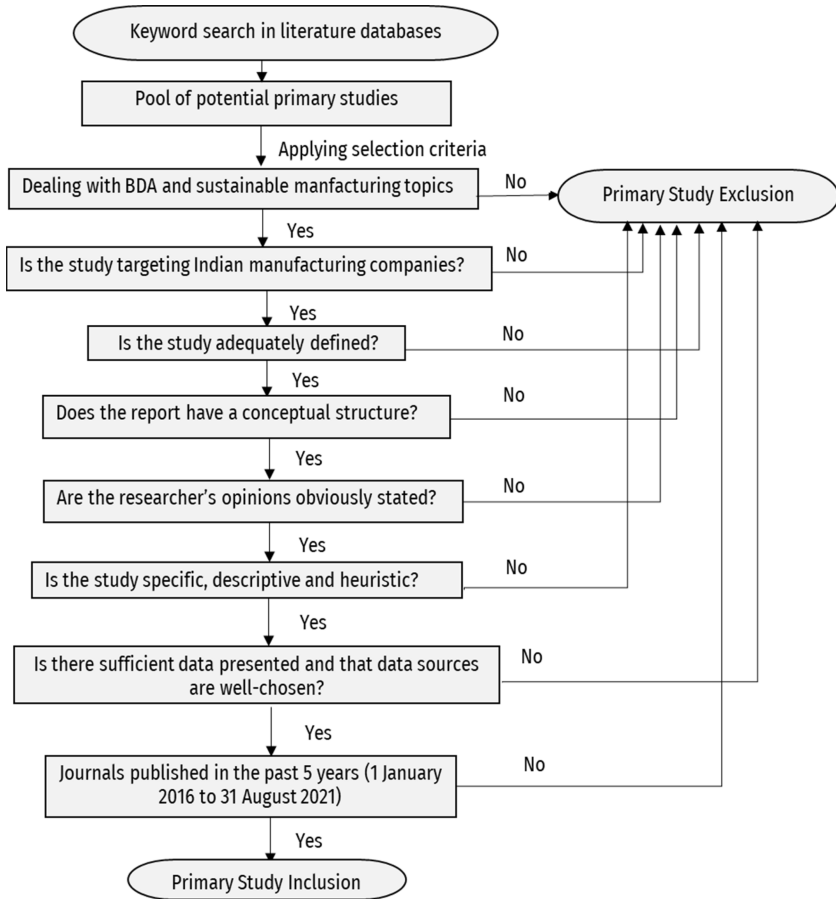 Keyword search in literature databases
Pool of potential primary studies
Applying selection criteria
Dealing with BDA and sustainable manfacturing topics
No
Primary Study Exclusion
Yes
Is the study targeting Indian manufacturing companies?
No
Yes
Is the study adequately defined?
No
Yes
Does the report have a conceptual structure?
No
Yes
Are the researcher's opinions obviously stated?
No
Yes
Is the study specific, descriptive and heuristic?
No
Yes
Is there sufficient data presented and that data sources
are well-chosen?
No
Yes
Journals published in the past 5 years (1 January
2016 to 31 August 2021)
No
Yes
Primary Study Inclusion